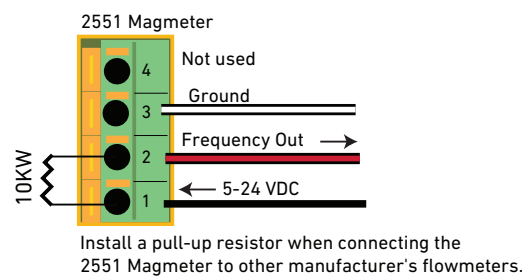 2551 Magmeter
4
Not used
3
Ground
2
Frequency Out
1
5-24 VDC
10KW
Install a pull-up resistor when connecting the
2551 Magmeter to other manufacturer's flowmeters.